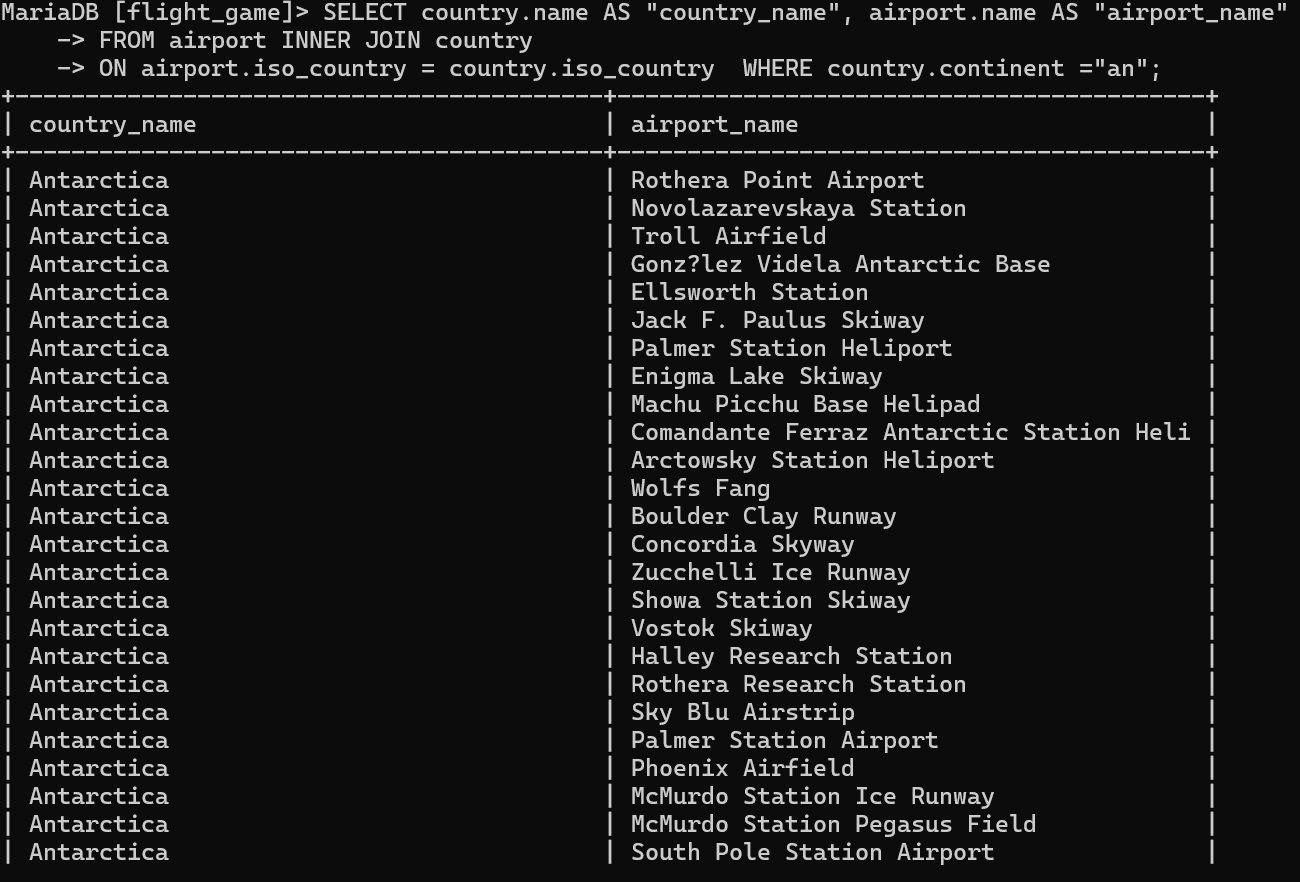 MariaDB [flight_game]> SELECT country.name AS "country_name", airport.name AS "airport_name"
    -> FROM airport INNER JOIN country
    -> ON airport.iso_country = country.iso_country  WHERE country.continent ="an";
+------------------------------------------+------------------------------------------+
| country_name                             | airport_name                             |
+------------------------------------------+------------------------------------------+
| Antarctica                               | Rothera Point Airport                    |
| Antarctica                               | Novolazarevskaya Station                 |
| Antarctica                               | Troll Airfield                           |
| Antarctica                               | Gonz?lez Videla Antarctic Base           |
| Antarctica                               | Ellsworth Station                        |
| Antarctica                               | Jack F. Paulus Skiway                    |
| Antarctica                               | Palmer Station Heliport                  |
| Antarctica                               | Enigma Lake Skiway                       |
| Antarctica                               | Machu Picchu Base Helipad                |
| Antarctica                               | Comandante Ferraz Antarctic Station Heli |
| Antarctica                               | Arctowsky Station Heliport               |
| Antarctica                               | Wolfs Fang                               |
| Antarctica                               | Boulder Clay Runway                      |
| Antarctica                               | Concordia Skyway                         |
| Antarctica                               | Zucchelli Ice Runway                     |
| Antarctica                               | Showa Station Skiway                     |
| Antarctica                               | Vostok Skiway                            |
| Antarctica                               | Halley Research Station                  |
| Antarctica                               | Rothera Research Station                 |
| Antarctica                               | Sky Blu Airstrip                         |
| Antarctica                               | Palmer Station Airport                   |
| Antarctica                               | Phoenix Airfield                         |
| Antarctica                               | McMurdo Station Ice Runway               |
| Antarctica                               | McMurdo Station Pegasus Field            |
| Antarctica                               | South Pole Station Airport               |